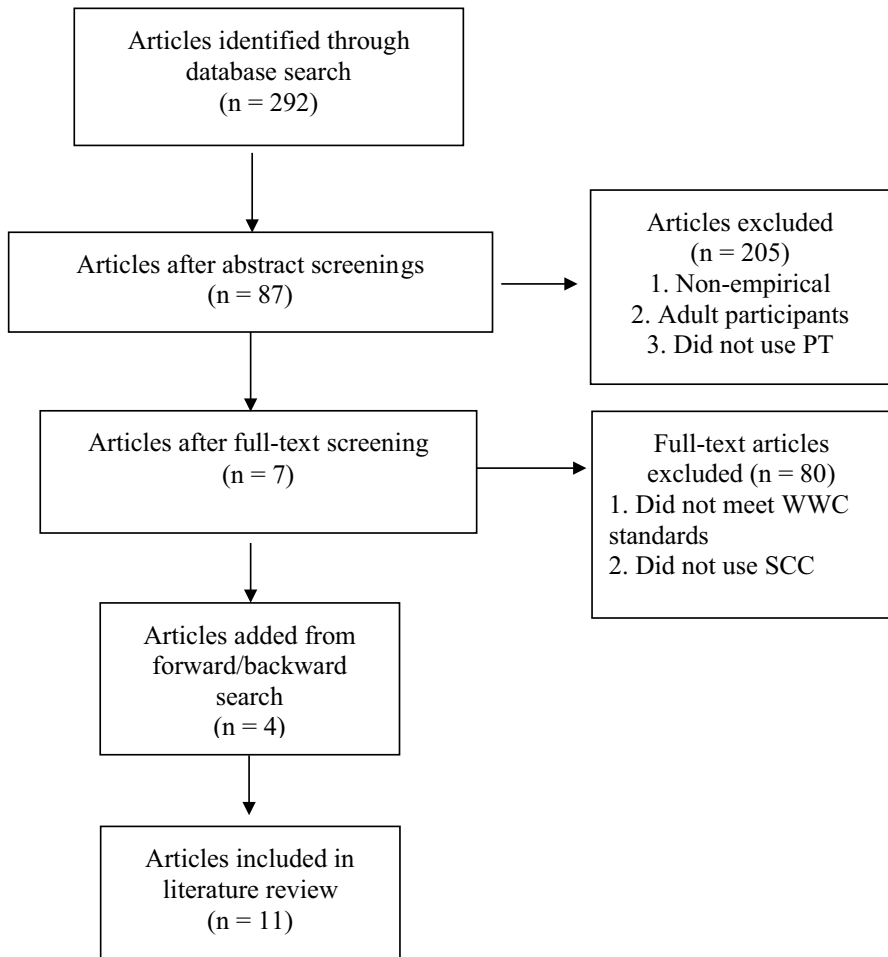 Articles identified through
database search
(n = 292)
Articles after abstract screenings
(n = 87)
Articles excluded
(n = 205)
1. Non-empirical
2. Adult participants
3. Did not use PT
Articles after full-text screening
(n = 7)
Full-text articles
excluded (n = 80)
1. Did not meet WWC
standards
2. Did not use SCC
Articles added from
forward/backward
search
(n = 4)
Articles included in
literature review
(n = 11)